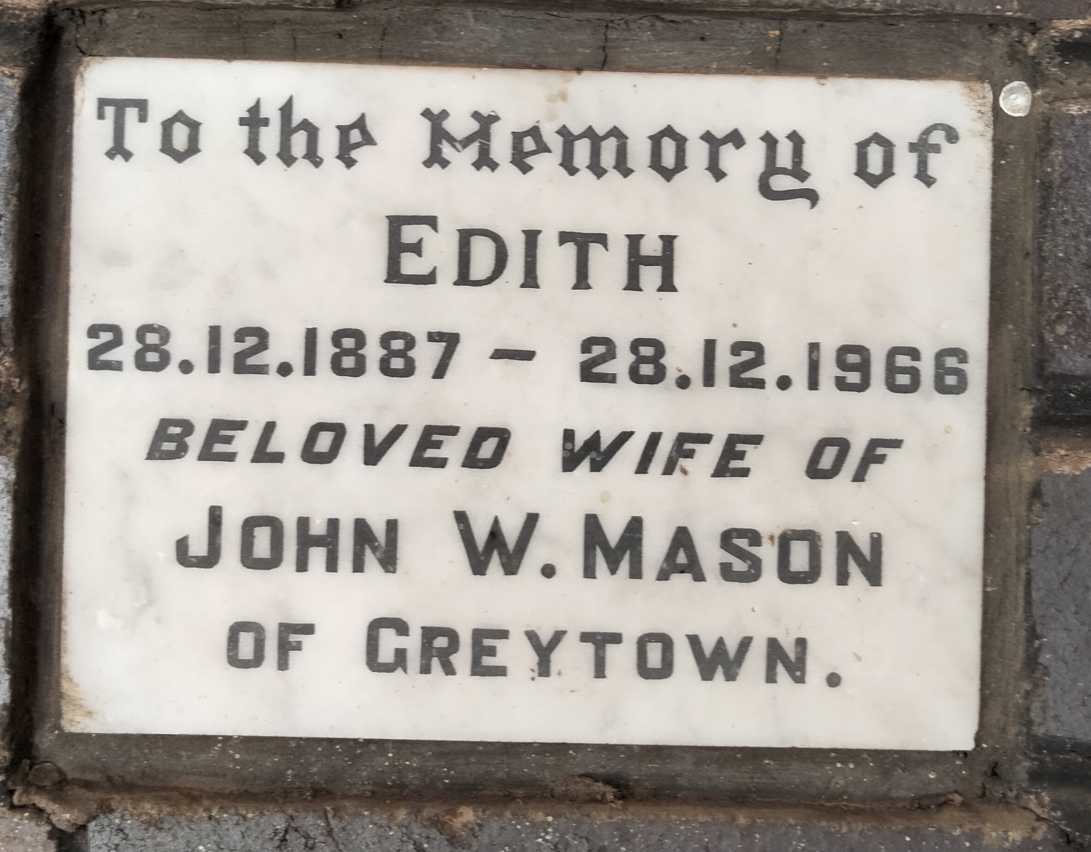 To the Memory of
EDITH
28.12.1887 - 28.12.1966
BELOVED WIFE OF
JOHN W. MASON
OF GREYTOWN.